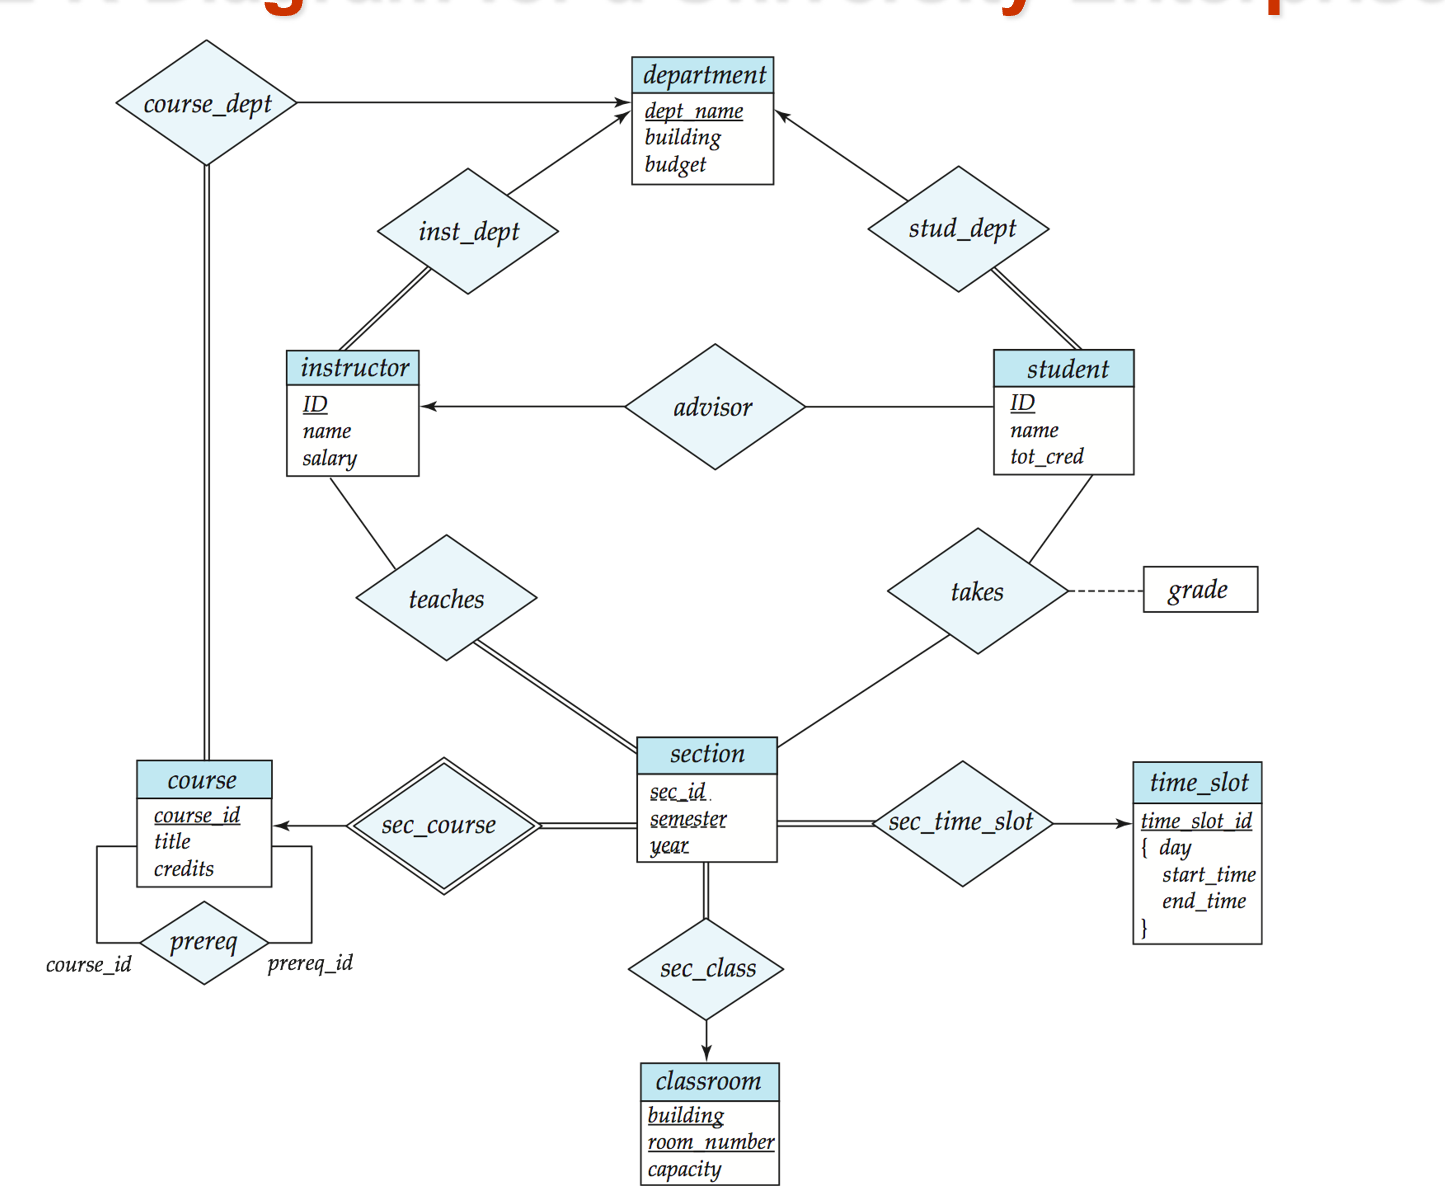 course_dept
department
dept_name
building
budget
inst_dept
stud_dept
instructor
ID
name
salary
advisor
student
ID
name
tot_cred
teaches
takes
grade
course
course_id
title
credits
sec_course
section
sec_id
semester
year
sec_time_slot
time_slot
time_slot_id
{ day
start_time
end_time
}
prereq
course_id
prereq_id
sec_class
classroom
building
room_number
capacity